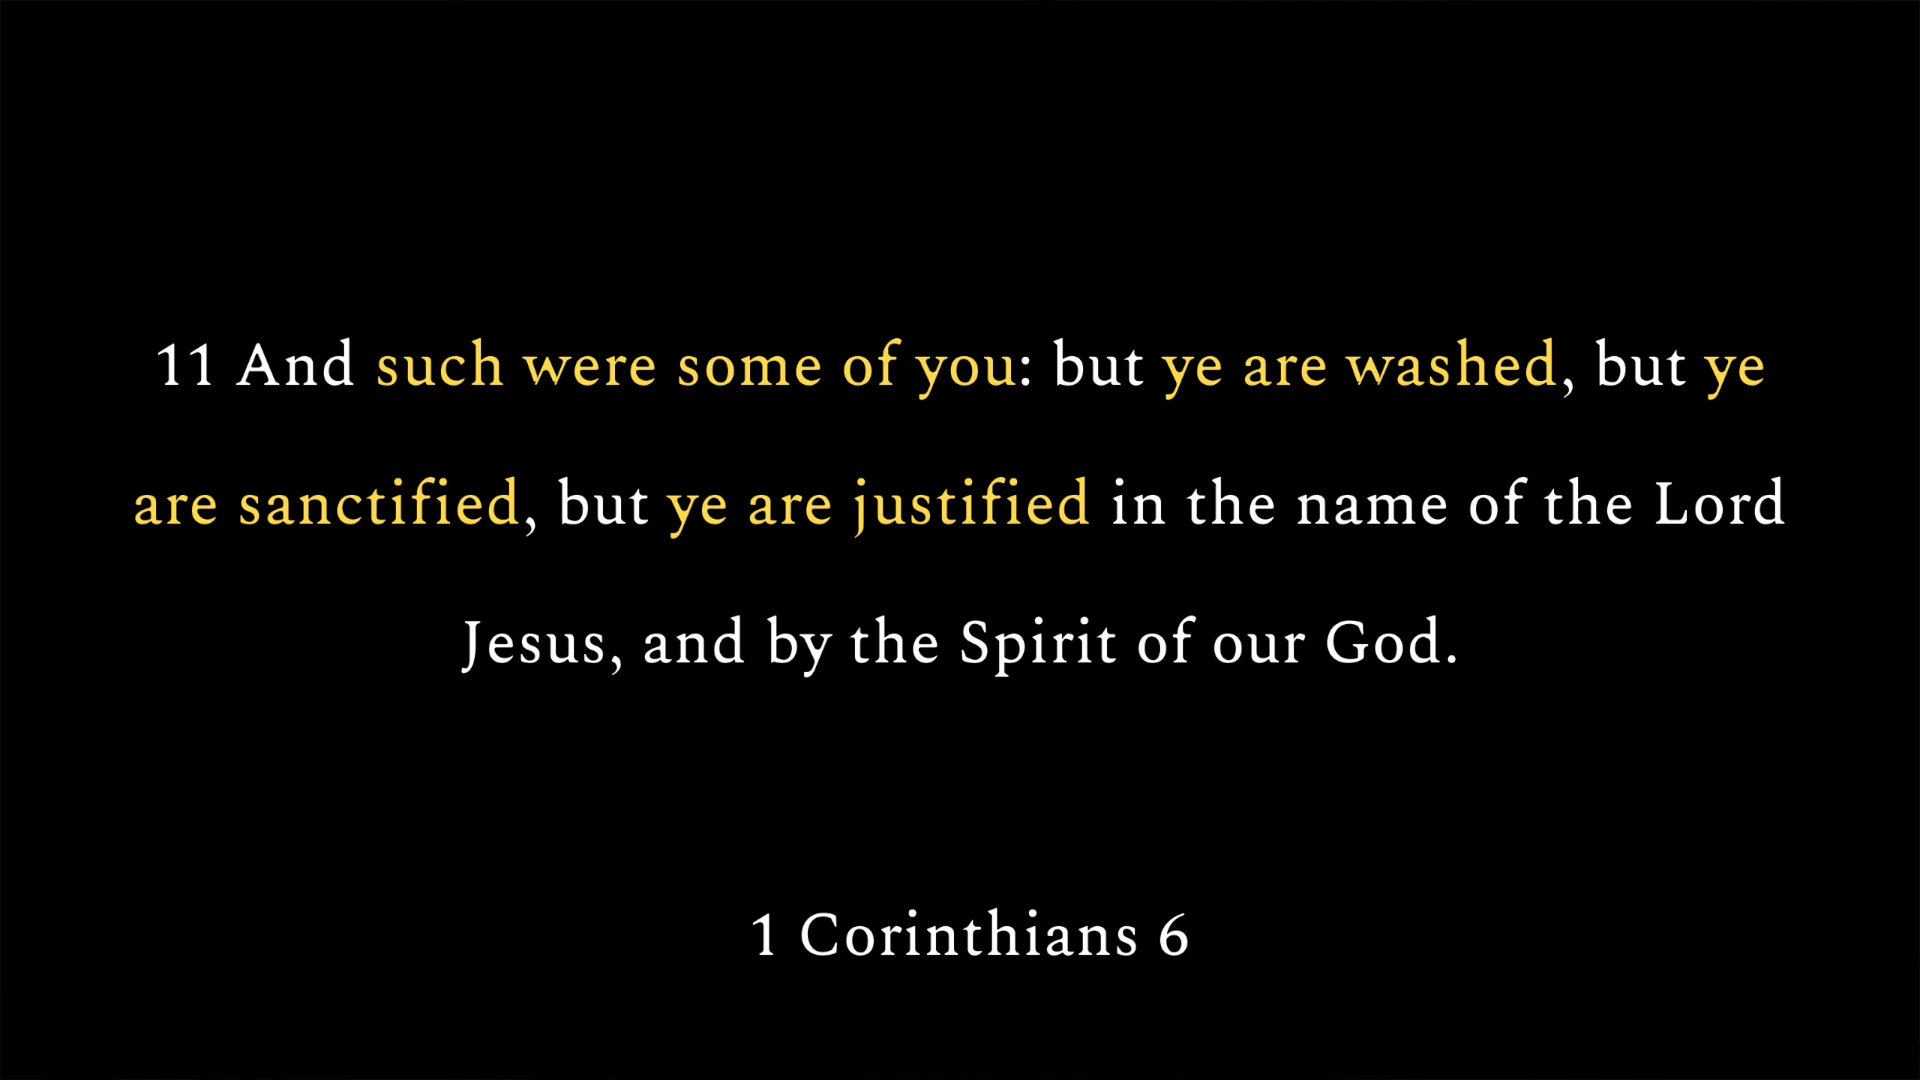 11 And such were some of you: but ye are washed, but ye
are sanctified, but ye are justified in the name of the Lord
Jesus, and by the Spirit of our God.
1 Corinthians 6